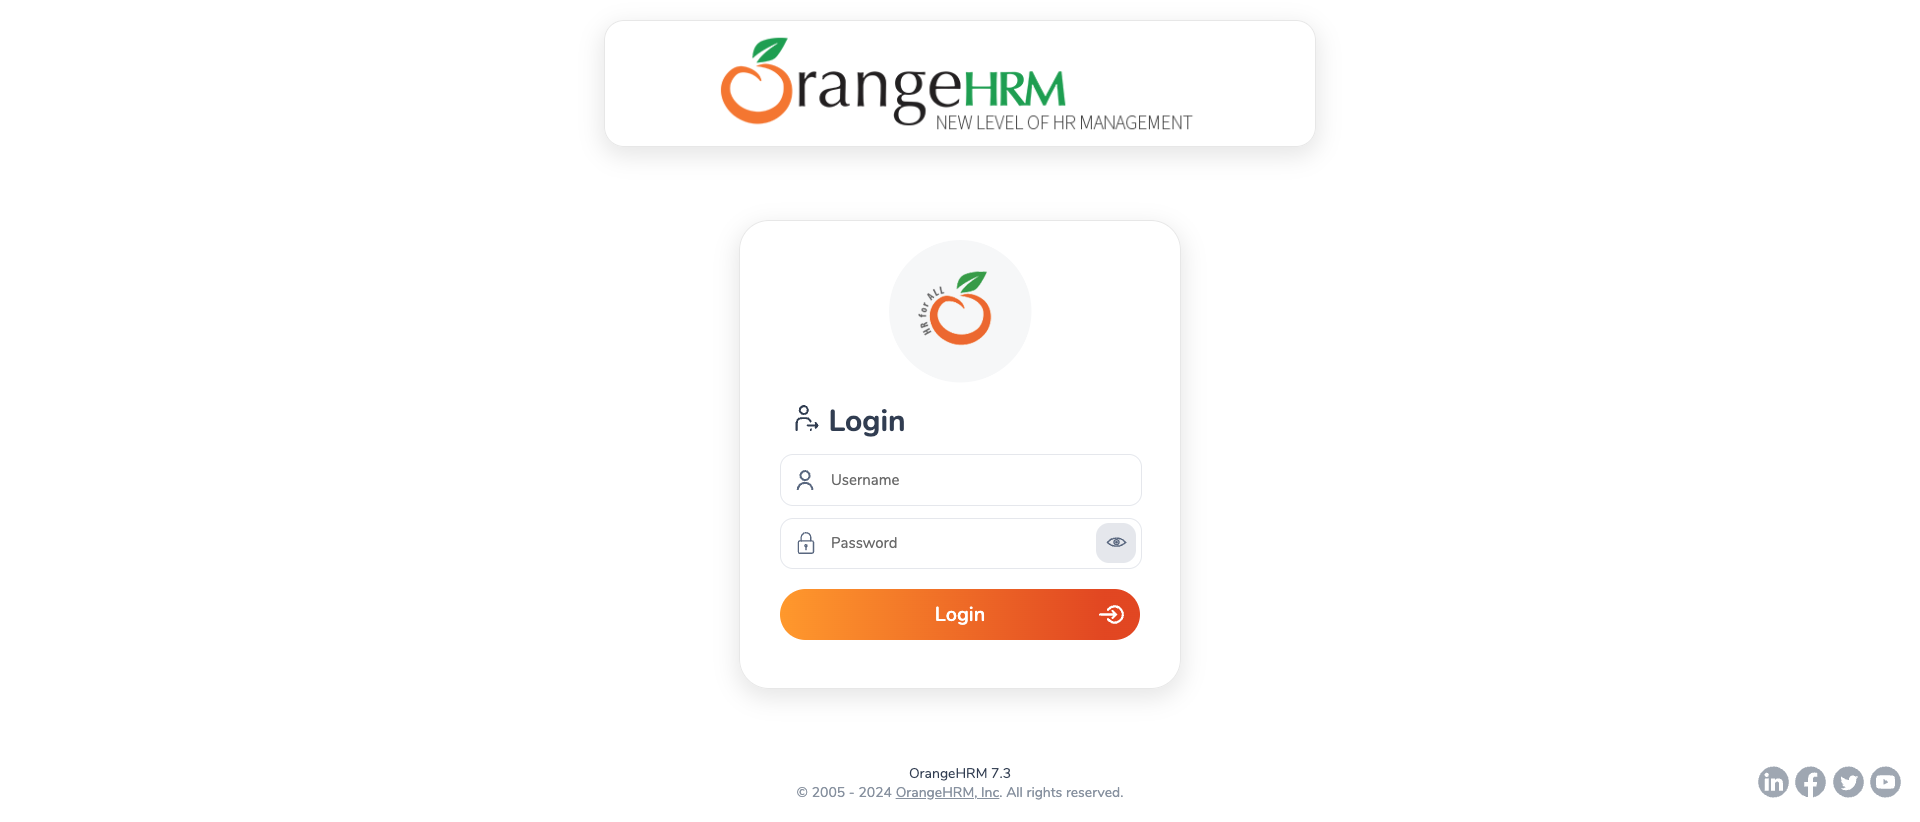 OrangeHRM
NEW LEVEL OF HR MANAGEMENT
HR for ALL
Login
Username
Password
Login
OrangeHRM 7.3
© 2005 - 2024 OrangeHRM, Inc. All rights reserved.